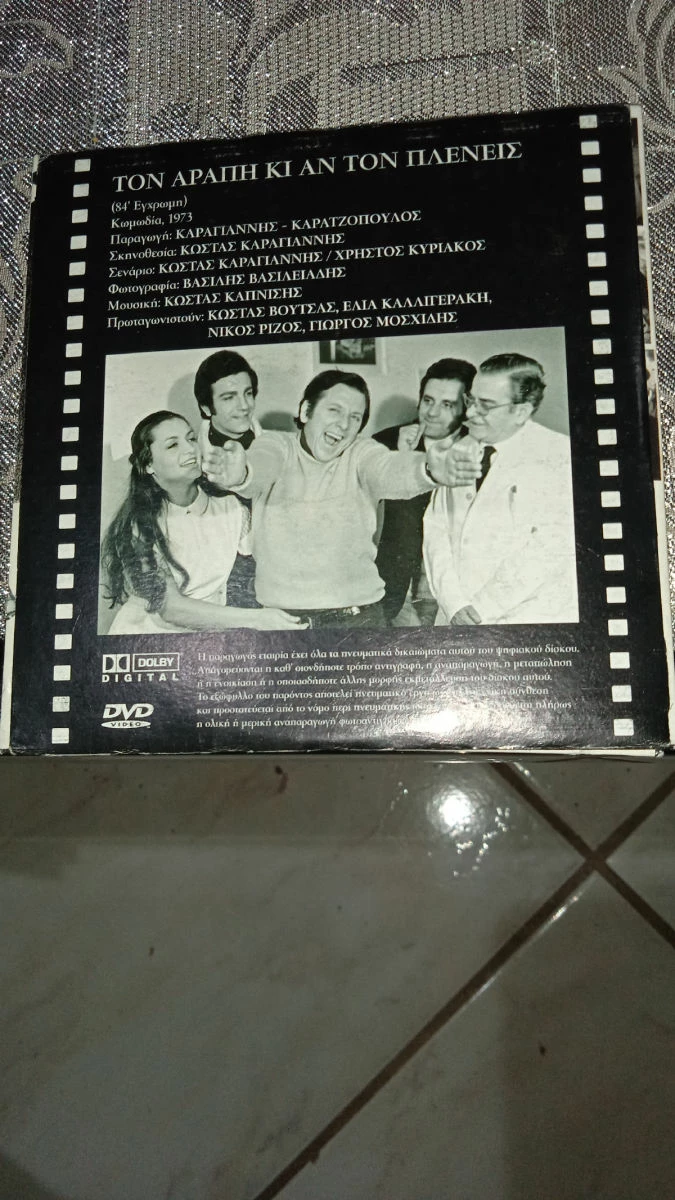 ΤΟΝ ΑΡΑΠΗ ΚΙ ΑΝ ΤΟΝ ΠΛΕΝΕΙΣ
(84' Εγχρωμη)
Κωμωδία, 1973
Παραγωγή: ΚΑΡΑΓΙΑΝΝΗΣ - ΚΑΡΑΤΖΟΠΟΥΛΟΣ
Σκηνοθεσία: ΚΩΣΤΑΣ ΚΑΡΑΓΙΑΝΝΗΣ
Σενάριο: ΚΩΣΤΑΣ ΚΑΡΑΓΙΑΝΝΗΣ / ΧΡΗΣΤΟΣ ΚΥΡΙΑΚΟΣ
Φωτογραφία: ΒΑΣΙΛΗΣ ΒΑΣΙΛΕΙΑΔΗΣ
Μουσική: ΚΩΣΤΑΣ ΚΑΠΝΙΣΗΣ
Πρωταγωνιστούν: ΚΩΣΤΑΣ ΒΟΥΤΣΑΣ, ΕΛΙΑ ΚΑΛΛΙΓΕΡΑΚΗ,
ΝΙΚΟΣ ΡΙΖΟΣ, ΓΙΩΡΓΟΣ ΜΟΣΧΙΔΗΣ
DOLBY
DIGITAL
DVD
VIDEO
Η παραγωγός εταιρία έχει όλα τα πνευματικά δικαιώματα αυτού του ψηφιακού δίσκου.
Απαγορεύονται η καθ' οιονδήποτε τρόπο αντιγραφή, η αναπαραγωγή, η μεταπώληση
ή η ενοικίαση ή η οποιασδήποτε άλλης μορφής εκμετάλλευση του δίσκου αυτού.
Το εξώφυλλο του παρόντος αποτελεί πνευματικό έργο σύνθεση
και προστατεύεται από το νόμο περί πνευματικής πλήρως
η ολική ή μερική αναπαραγωγή